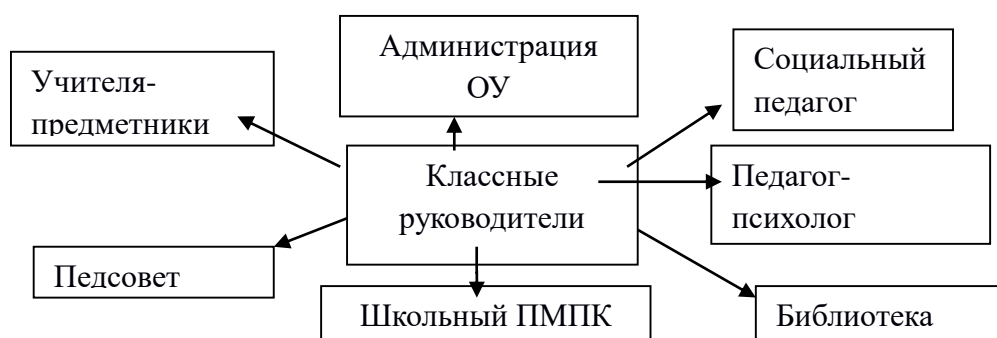 Администрация
ОУ
Учителя-
предметники
Социальный
педагог
Классные
руководители
Педагог-
психолог
Педсовет
Школьный ПМПК
Библиотека